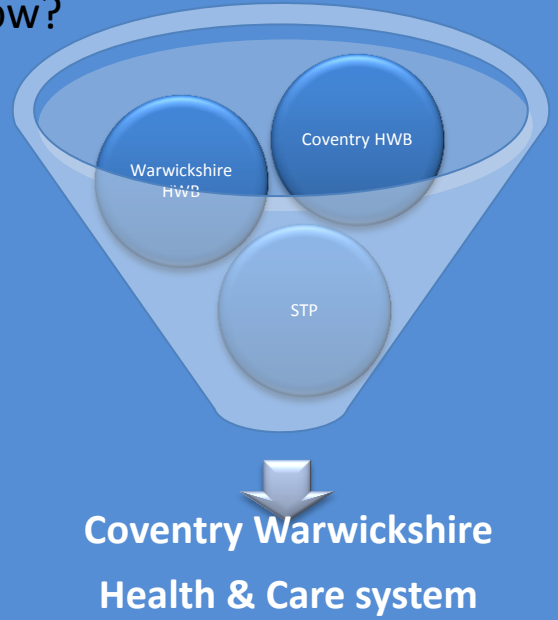 Coventry HWB
Warwickshire
HWB
STP
Coventry Warwickshire
Health & Care system